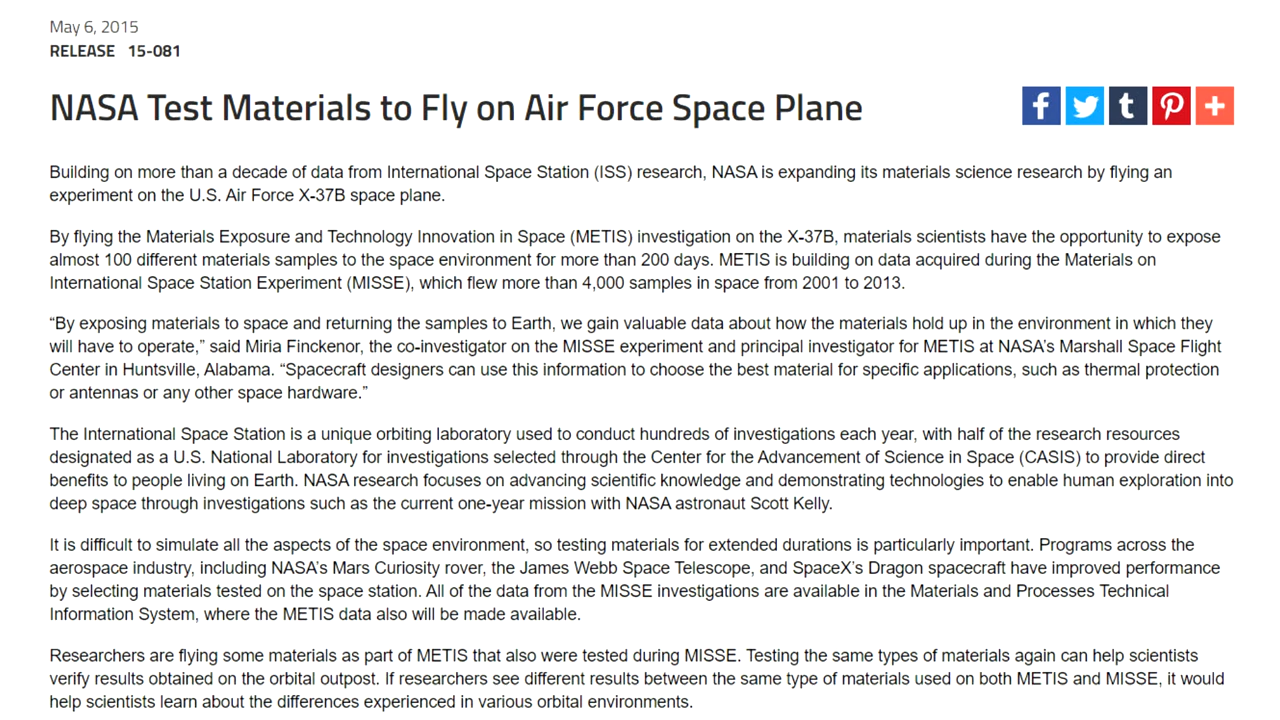 May 6, 2015
RELEASE 15-081
NASA Test Materials to Fly on Air Force Space Plane
Building on more than a decade of data from International Space Station (ISS) research, NASA is expanding its materials science research by flying an
experiment on the U.S. Air Force X-37B space plane.
By flying the Materials Exposure and Technology Innovation in Space (METIS) investigation on the X-37B, materials scientists have the opportunity to expose
almost 100 different materials samples to the space environment for more than 200 days. METIS is building on data acquired during the Materials on
International Space Station Experiment (MISSE), which flew more than 4,000 samples in space from 2001 to 2013.
“By exposing materials to space and returning the samples to Earth, we gain valuable data about how the materials hold up in the environment in which they
will have to operate,” said Miria Finckenor, the co-investigator on the MISSE experiment and principal investigator for METIS at NASA’s Marshall Space Flight
Center in Huntsville, Alabama. “Spacecraft designers can use this information to choose the best material for specific applications, such as thermal protection
or antennas or any other space hardware.”
The International Space Station is a unique orbiting laboratory used to conduct hundreds of investigations each year, with half of the research resources
designated as a U.S. National Laboratory for investigations selected through the Center for the Advancement of Science in Space (CASIS) to provide direct
benefits to people living on Earth. NASA research focuses on advancing scientific knowledge and demonstrating technologies to enable human exploration into
deep space through investigations such as the current one-year mission with NASA astronaut Scott Kelly.
It is difficult to simulate all the aspects of the space environment, so testing materials for extended durations is particularly important. Programs across the
aerospace industry, including NASA’s Mars Curiosity rover, the James Webb Space Telescope, and SpaceX’s Dragon spacecraft have improved performance
by selecting materials tested on the space station. All of the data from the MISSE investigations are available in the Materials and Processes Technical
Information System, where the METIS data also will be made available.
Researchers are flying some materials as part of METIS that also were tested during MISSE. Testing the same types of materials again can help scientists
verify results obtained on the orbital outpost. If researchers see different results between the same type of materials used on both METIS and MISSE, it would
help scientists learn about the differences experienced in various orbital environments.